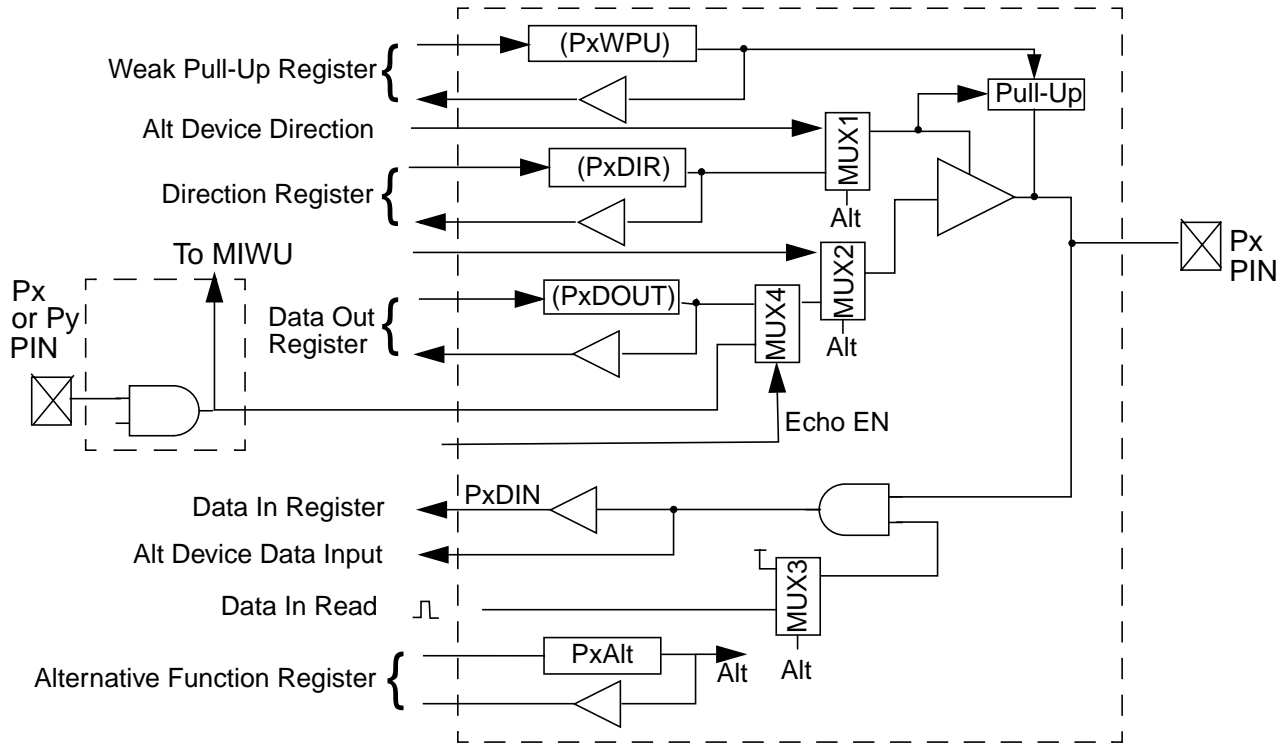 (PxWPU)
Weak Pull-Up Register
Pull-Up
Alt Device Direction
MUX1
(PxDIR)
Direction Register
Alt
To MIWU
MUX2
Px
PIN
Px
or Py
PIN
(PxDOUT)
Data Out
Register
MUX4
Alt
Echo EN
PxDIN
Data In Register
Alt Device Data Input
MUX3
Data In Read
PxAlt
Alt
Alt
Alternative Function Register